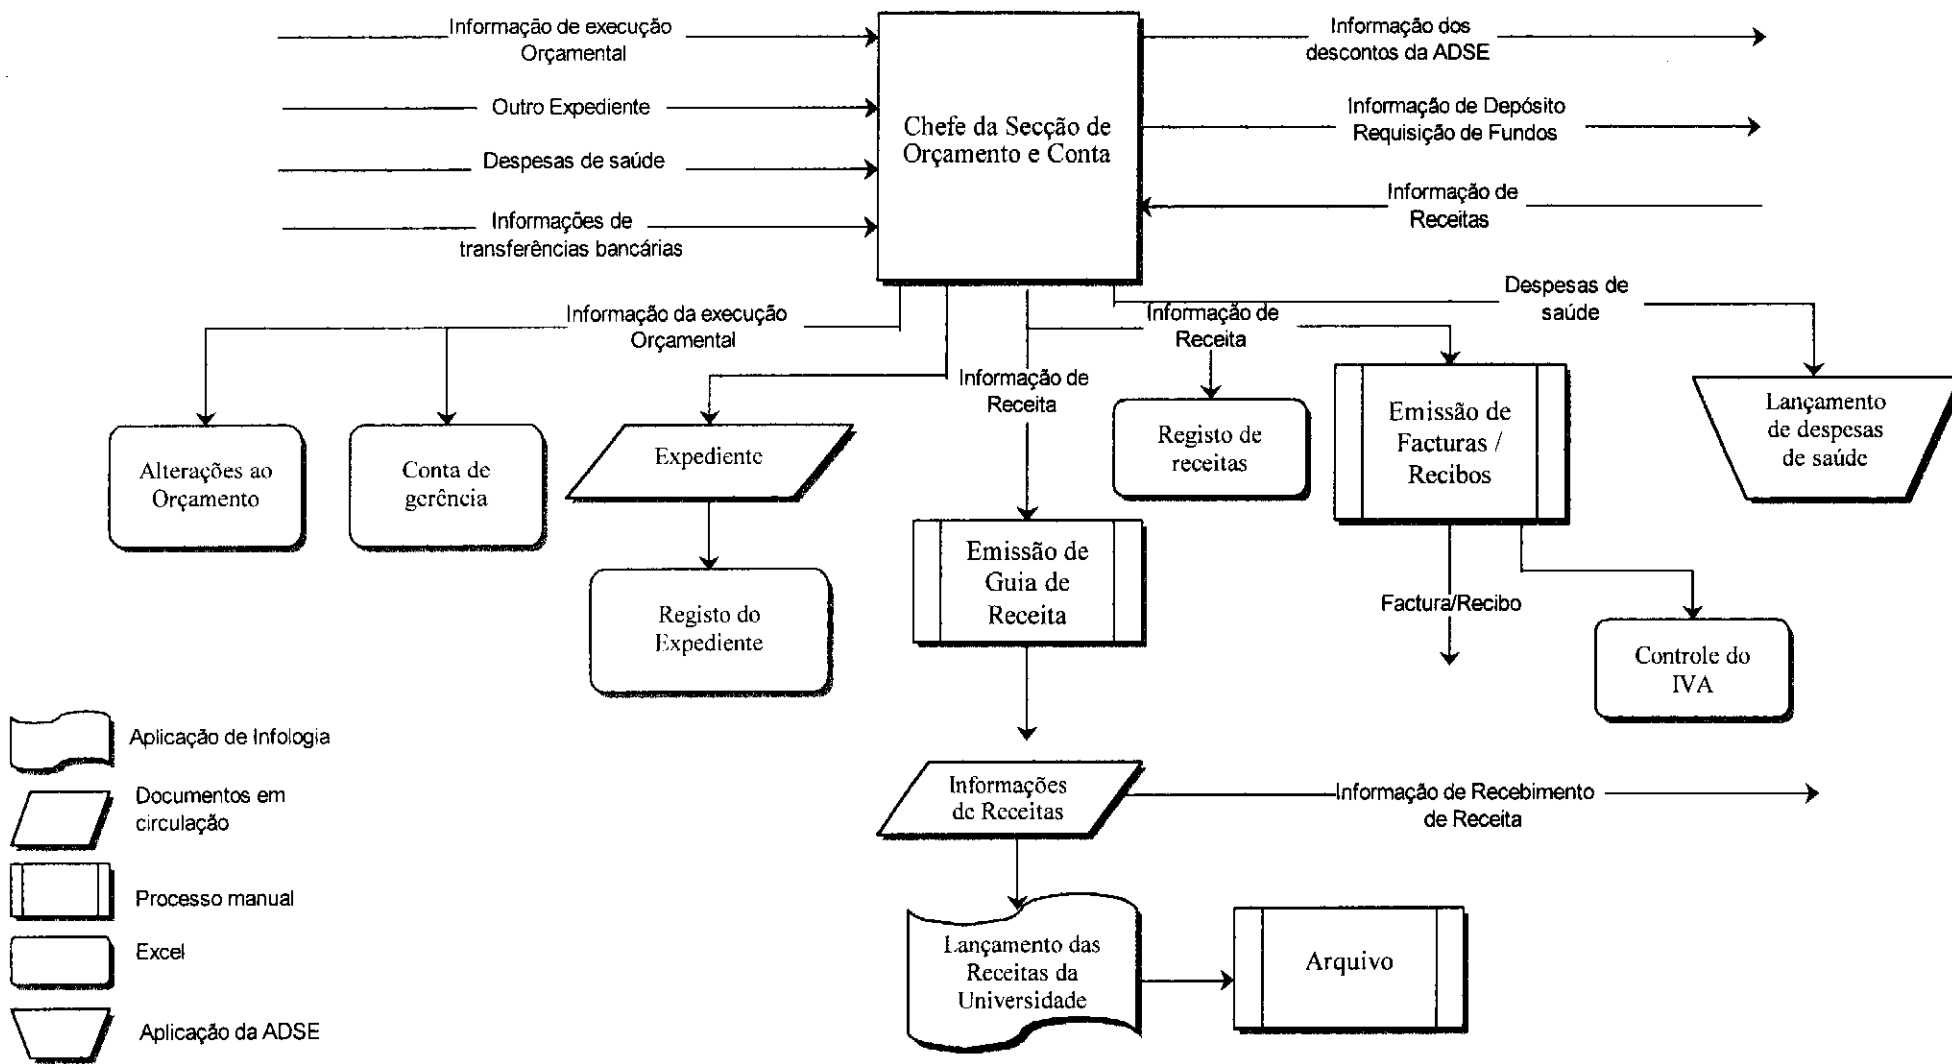 Informação de execução
Orçamental
Outro Expediente
Despesas de saúde
Informações de
transferências bancárias
Chefe da Secção de
Orçamento e Conta
Informação dos
descontos da ADSE
Informação de Depósito
Requisição de Fundos
Informação de
Receitas
Informação da execução
Orçamental
Informação de
Receita
Informação de
Receita
Despesas de
saúde
Alterações ao
Orçamento
Conta de
gerência
Expediente
Registo do
Expediente
Emissão de
Guia de
Receita
Registo de
receitas
Emissão de
Facturas /
Recibos
Lançamento
de despesas
de saúde
Factura/Recibo
Controle do
IVA
Informações
de Receitas
Informação de Recebimento
de Receita
Lançamento das
Receitas da
Universidade
Arquivo
Aplicação de Infologia
Documentos em
circulação
Processo manual
Excel
Aplicação da ADSE